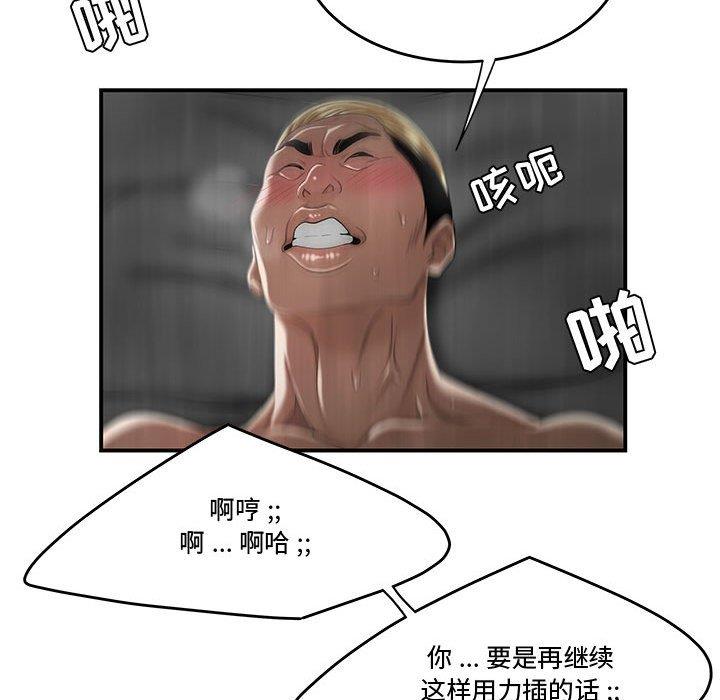 啪
咳呃
啪
啊哼 ;;
啊 ... 啊哈 ;;
你 ... 要是再继续
这样用力插的话 ;;